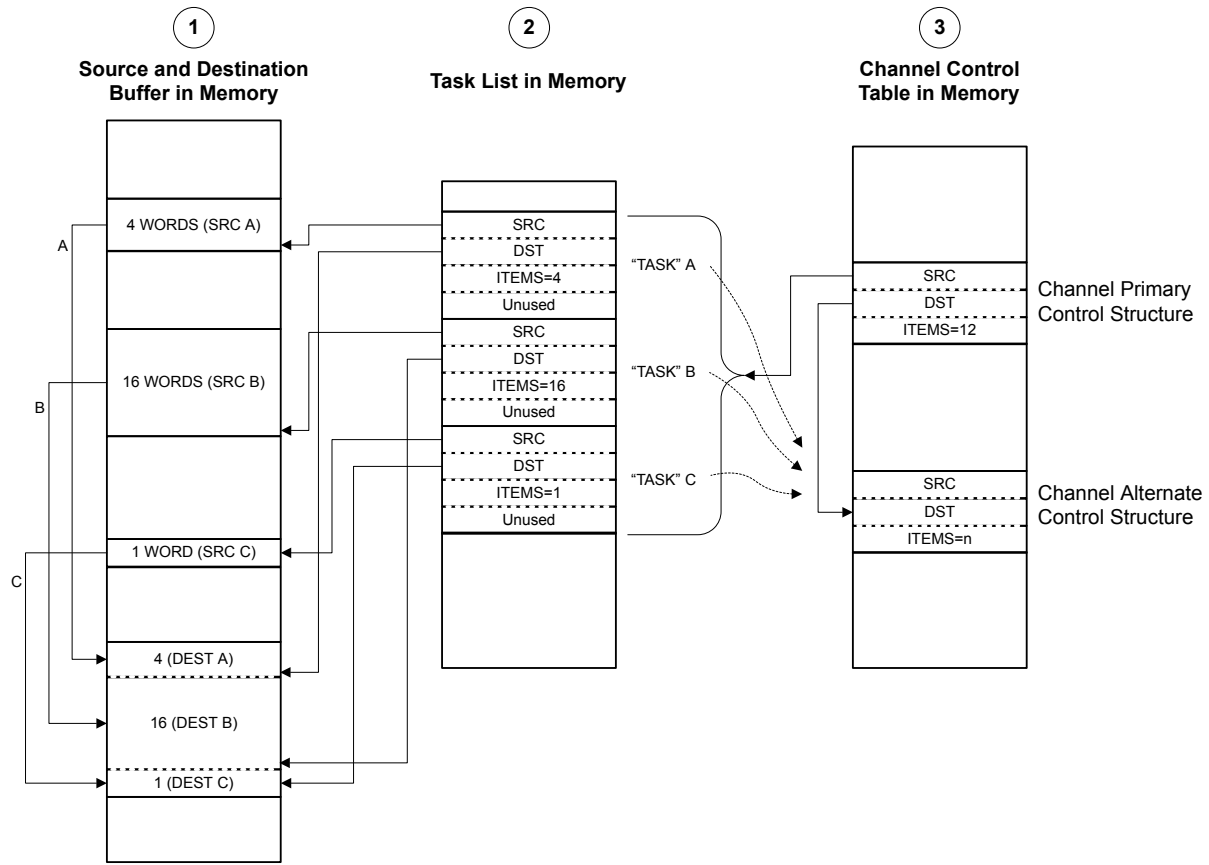 1
Source and Destination
Buffer in Memory
4 WORDS (SRC A)
A
16 WORDS (SRC B)
B
1 WORD (SRC C)
C
4 (DEST A)
16 (DEST B)
1 (DEST C)
2
Task List in Memory
SRC
DST
ITEMS=4
Unused
SRC
DST
ITEMS=16
Unused
SRC
DST
ITEMS=1
Unused
“TASK” A
“TASK” B
“TASK” C
3
Channel Control
Table in Memory
SRC
DST
ITEMS=12
Channel Primary
Control Structure
SRC
DST
ITEMS=n
Channel Alternate
Control Structure